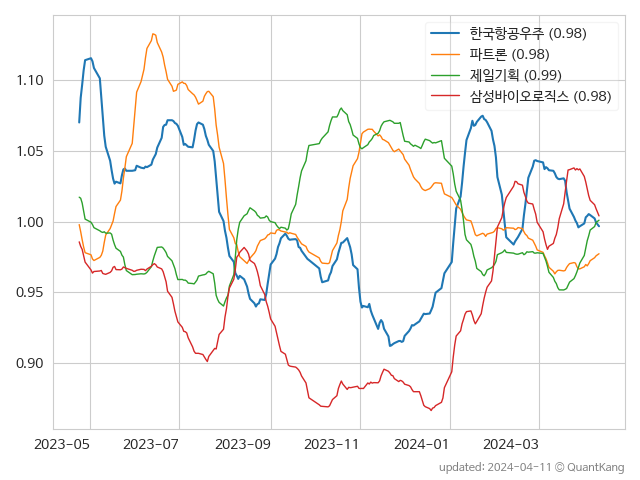 한국항공우주 (0.98)
파트론 (0.98)
제일기획 (0.99)
삼성바이오로직스 (0.98)
1.10
1.05
1.00
0.95
0.90
2023-05 2023-07 2023-09 2023-11 2024-01 2024-03
updated: 2024-04-11 © QuantKang